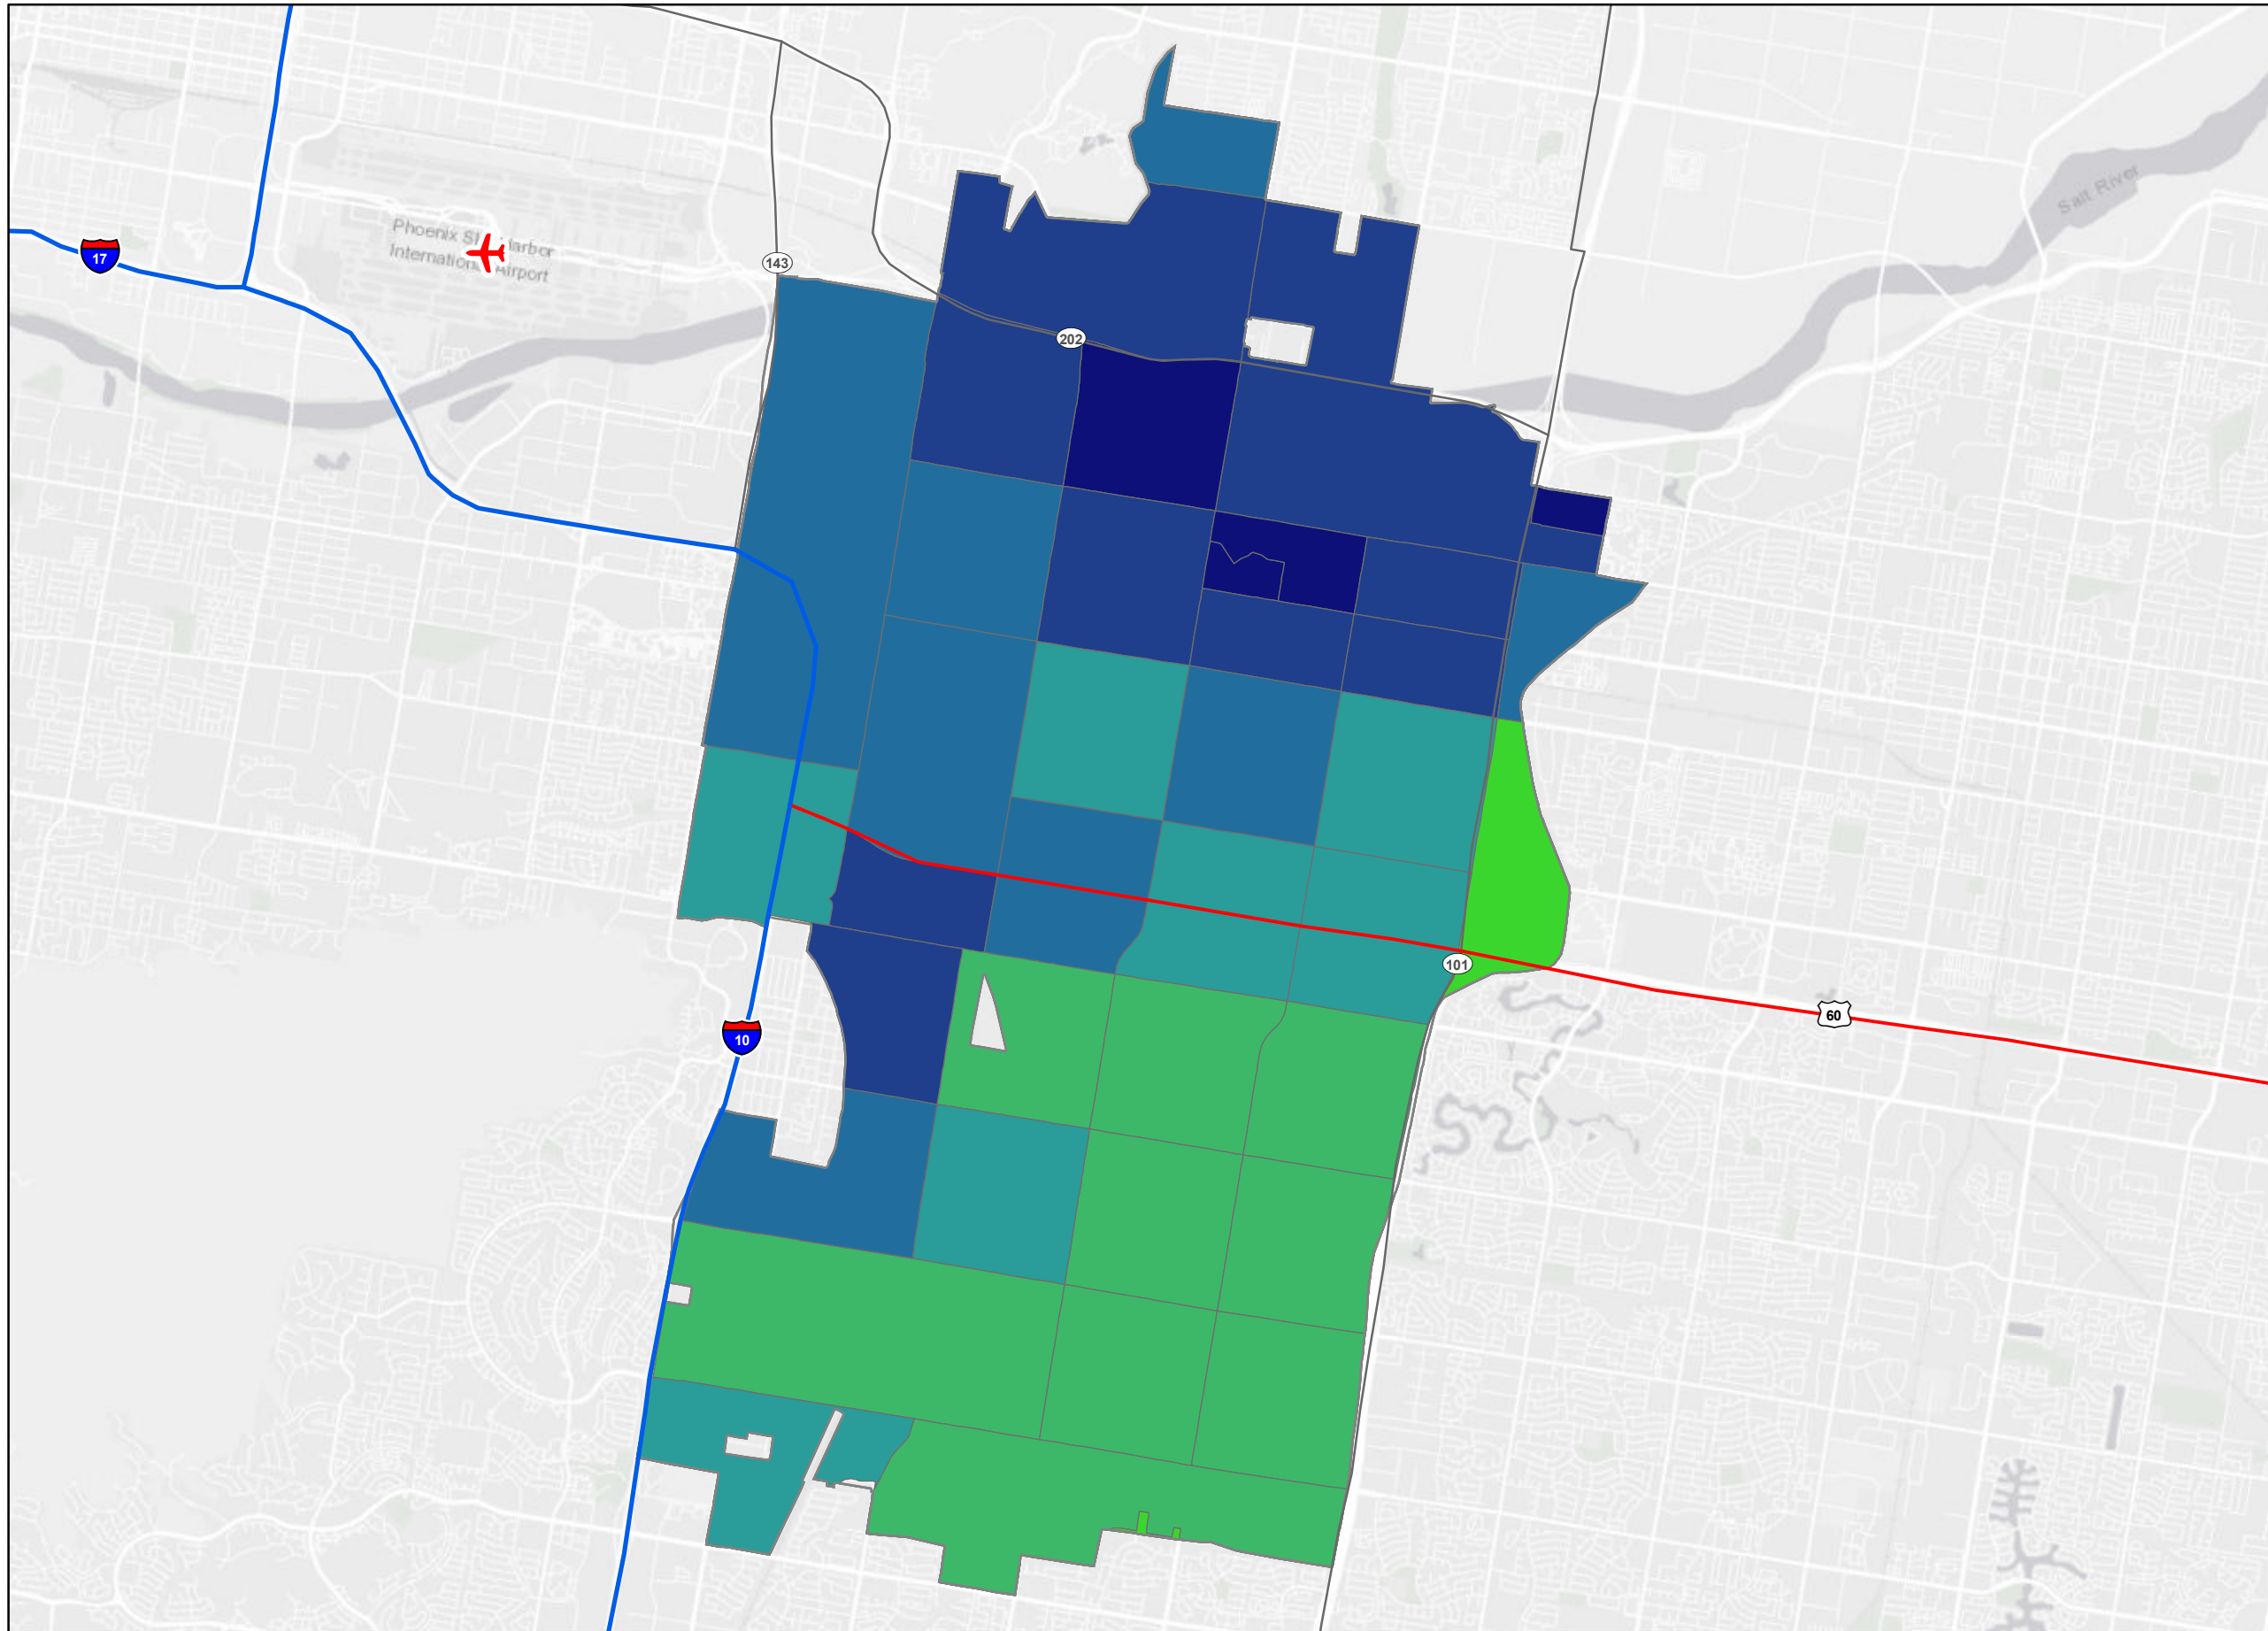 Salt River
Phoenix Sky Harbor
International Airport
17
143
202
101
60
10